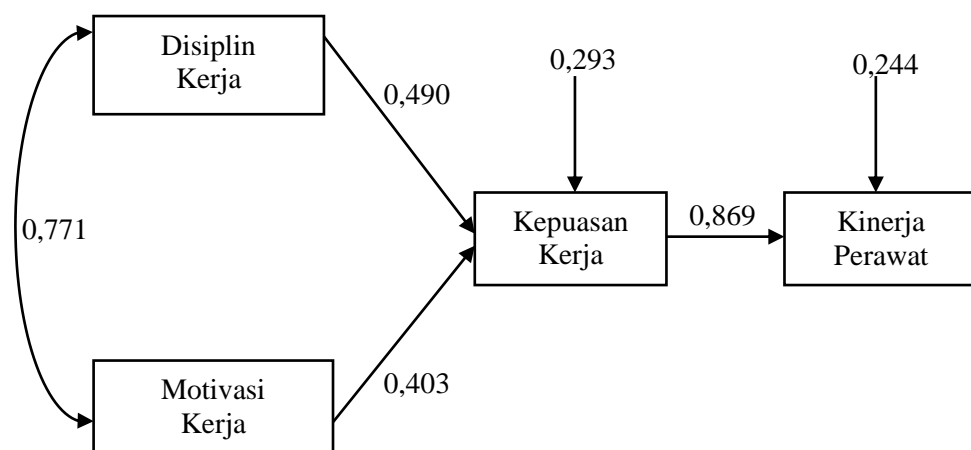 Disiplin
Kerja
0,293
0,244
0,490
0,771
Kepuasan
Kerja
0,869
Kinerja
Perawat
Motivasi
Kerja
0,403